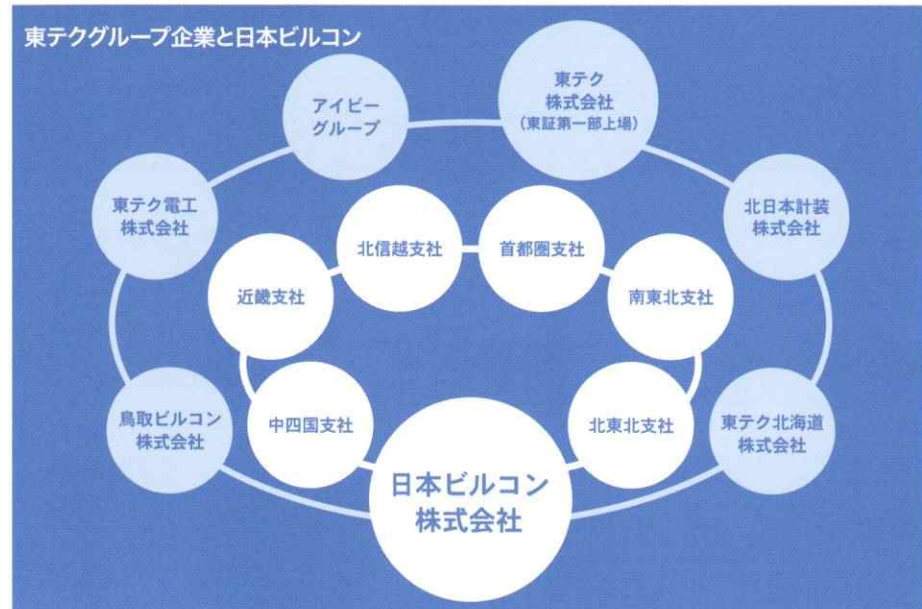 東テクグループ企業と日本ビルコン
東テク
株式会社
(東証第一部上場)
アイビー
グループ
東テク電工
株式会社
北日本計装
株式会社
北信越支社
首都圏支社
近畿支社
南東北支社
鳥取ビルコン
株式会社
中四国支社
北東北支社
東テク北海道
株式会社
日本ビルコン
株式会社